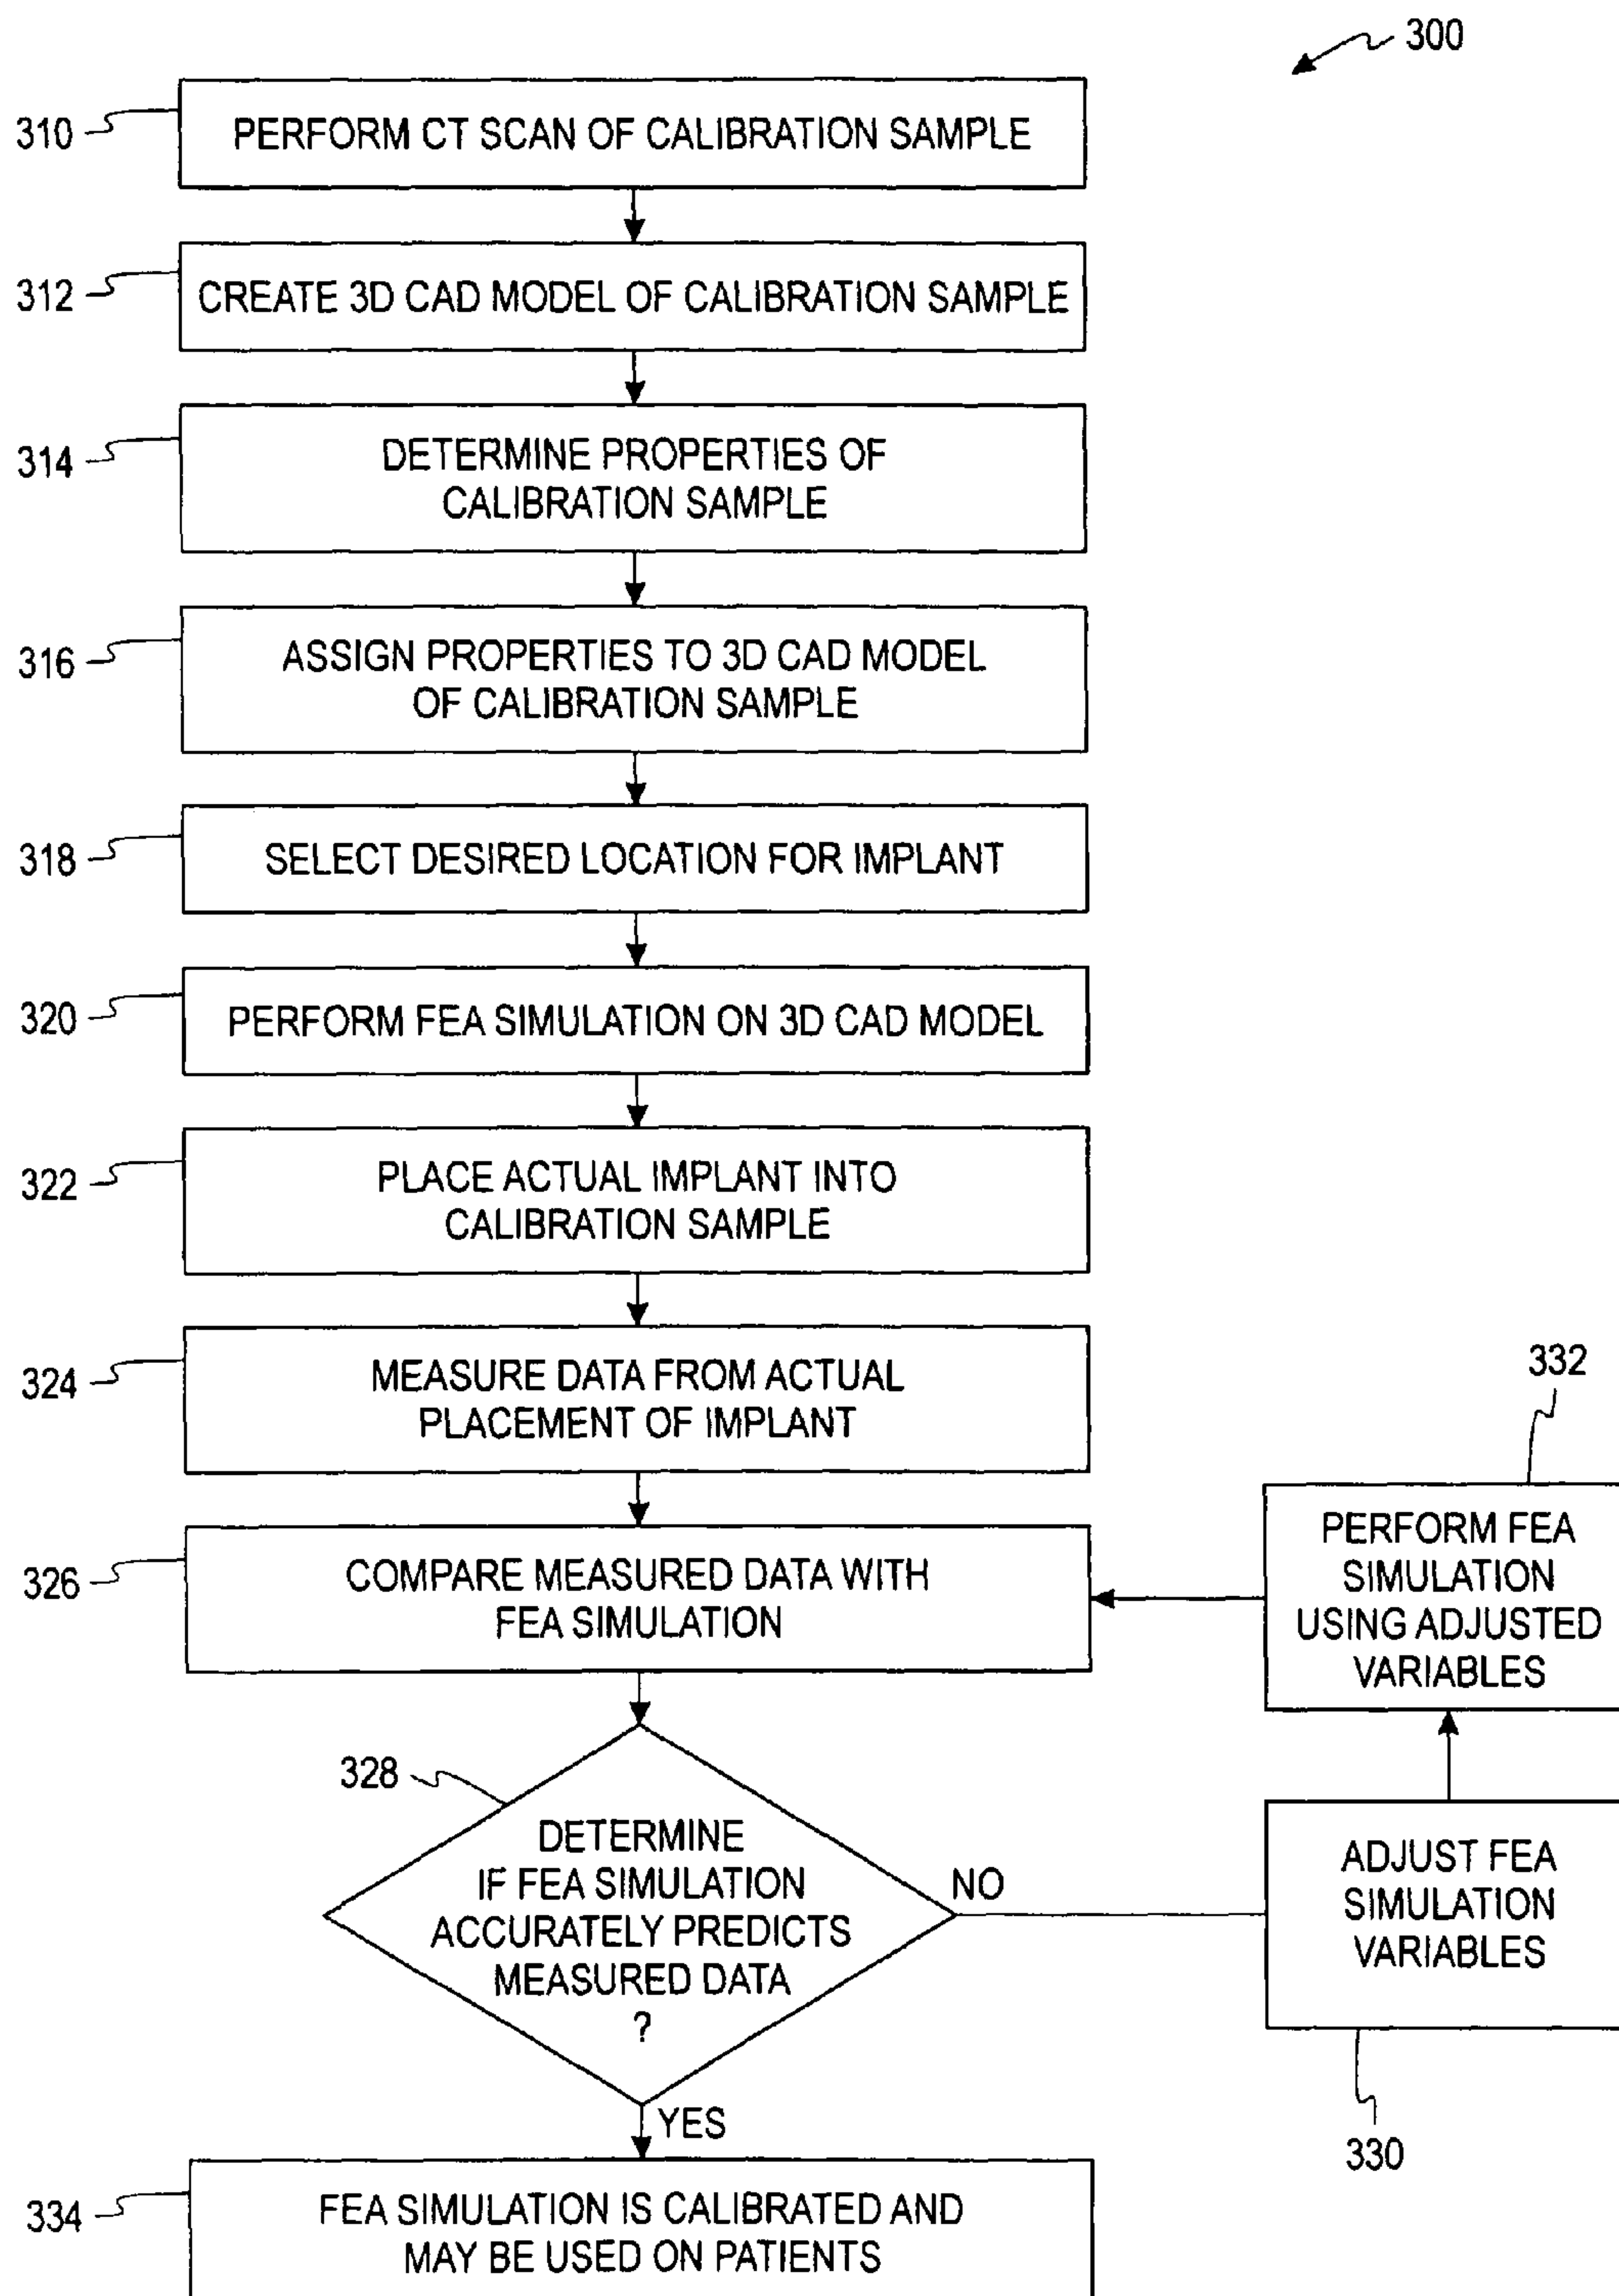 300
310
PERFORM CT SCAN OF CALIBRATION SAMPLE
312
CREATE 3D CAD MODEL OF CALIBRATION SAMPLE
314
DETERMINE PROPERTIES OF
CALIBRATION SAMPLE
316
ASSIGN PROPERTIES TO 3D CAD MODEL
OF CALIBRATION SAMPLE
318
SELECT DESIRED LOCATION FOR IMPLANT
320
PERFORM FEA SIMULATION ON 3D CAD MODEL
322
PLACE ACTUAL IMPLANT INTO
CALIBRATION SAMPLE
324
MEASURE DATA FROM ACTUAL
PLACEMENT OF IMPLANT
326
COMPARE MEASURED DATA WITH
FEA SIMULATION
332
PERFORM FEA
SIMULATION
USING ADJUSTED
VARIABLES
328
DETERMINE
IF FEA SIMULATION
ACCURATELY PREDICTS
MEASURED DATA
?
NO
ADJUST FEA
SIMULATION
VARIABLES
330
YES
334
FEA SIMULATION IS CALIBRATED AND
MAY BE USED ON PATIENTS